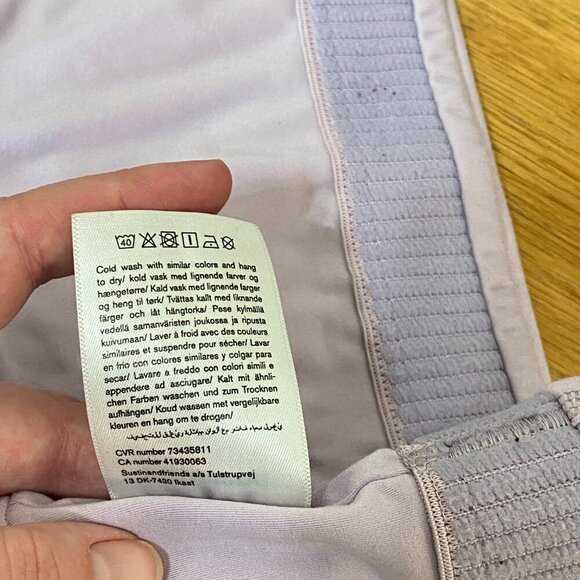 40
Cold wash with similar colors and hang
to dry/ kold vask med lignende farver og
hængetørre/ Kald vask med lignende farger
og heng til tørk/ Tvättas kallt med liknande
färger och låt hängtorka/ Pese kylmällä
vedellä samanväristen joukossa ja ripusta
kuivumaan/ Laver à froid avec des couleurs
similaires et suspendre pour sécher/ Lavar
en frio con colores similares y colgar para
secar/ Lavare a freddo con colori simili e
appendere ad asciugare/ Kalt mit ähnli-
chen Farben waschen und zum Trocknen
aufhängen/ Koud wassen met vergelijkbare
kleuren en hang om te drogen/
CVR number 73435811
CA number 41930063
Sustinandfriends a/s Tulstrupvej
13 DK-7430 Ikast